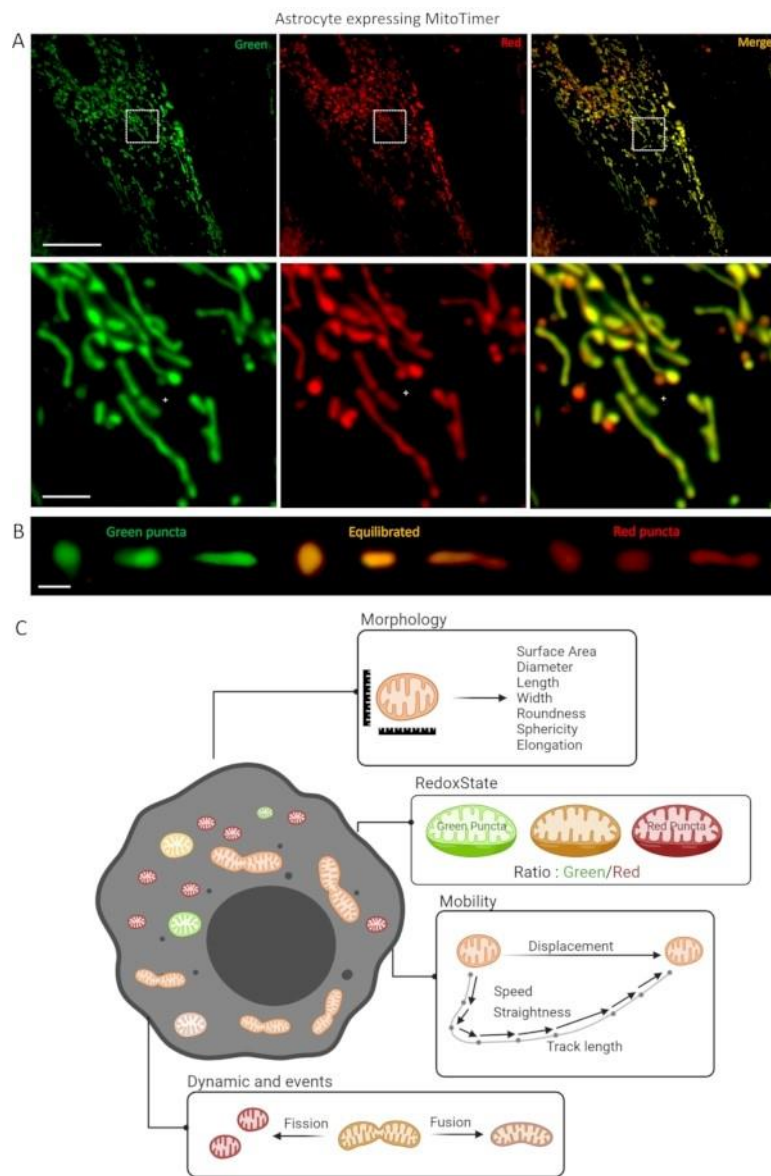 Astrocyte expressing MitoTimer
A
Green
Red
Merge
B
Green puncta
Equilibrated
Red puncta
C
Morphology
Surface Area
Diameter
Length
Width
Roundness
Sphericity
Elongation
RedoxState
Green Puncta
Red Puncta
Ratio : Green/Red
Mobility
Displacement
Speed
Straightness
Track length
Dynamic and events
Fission
Fusion